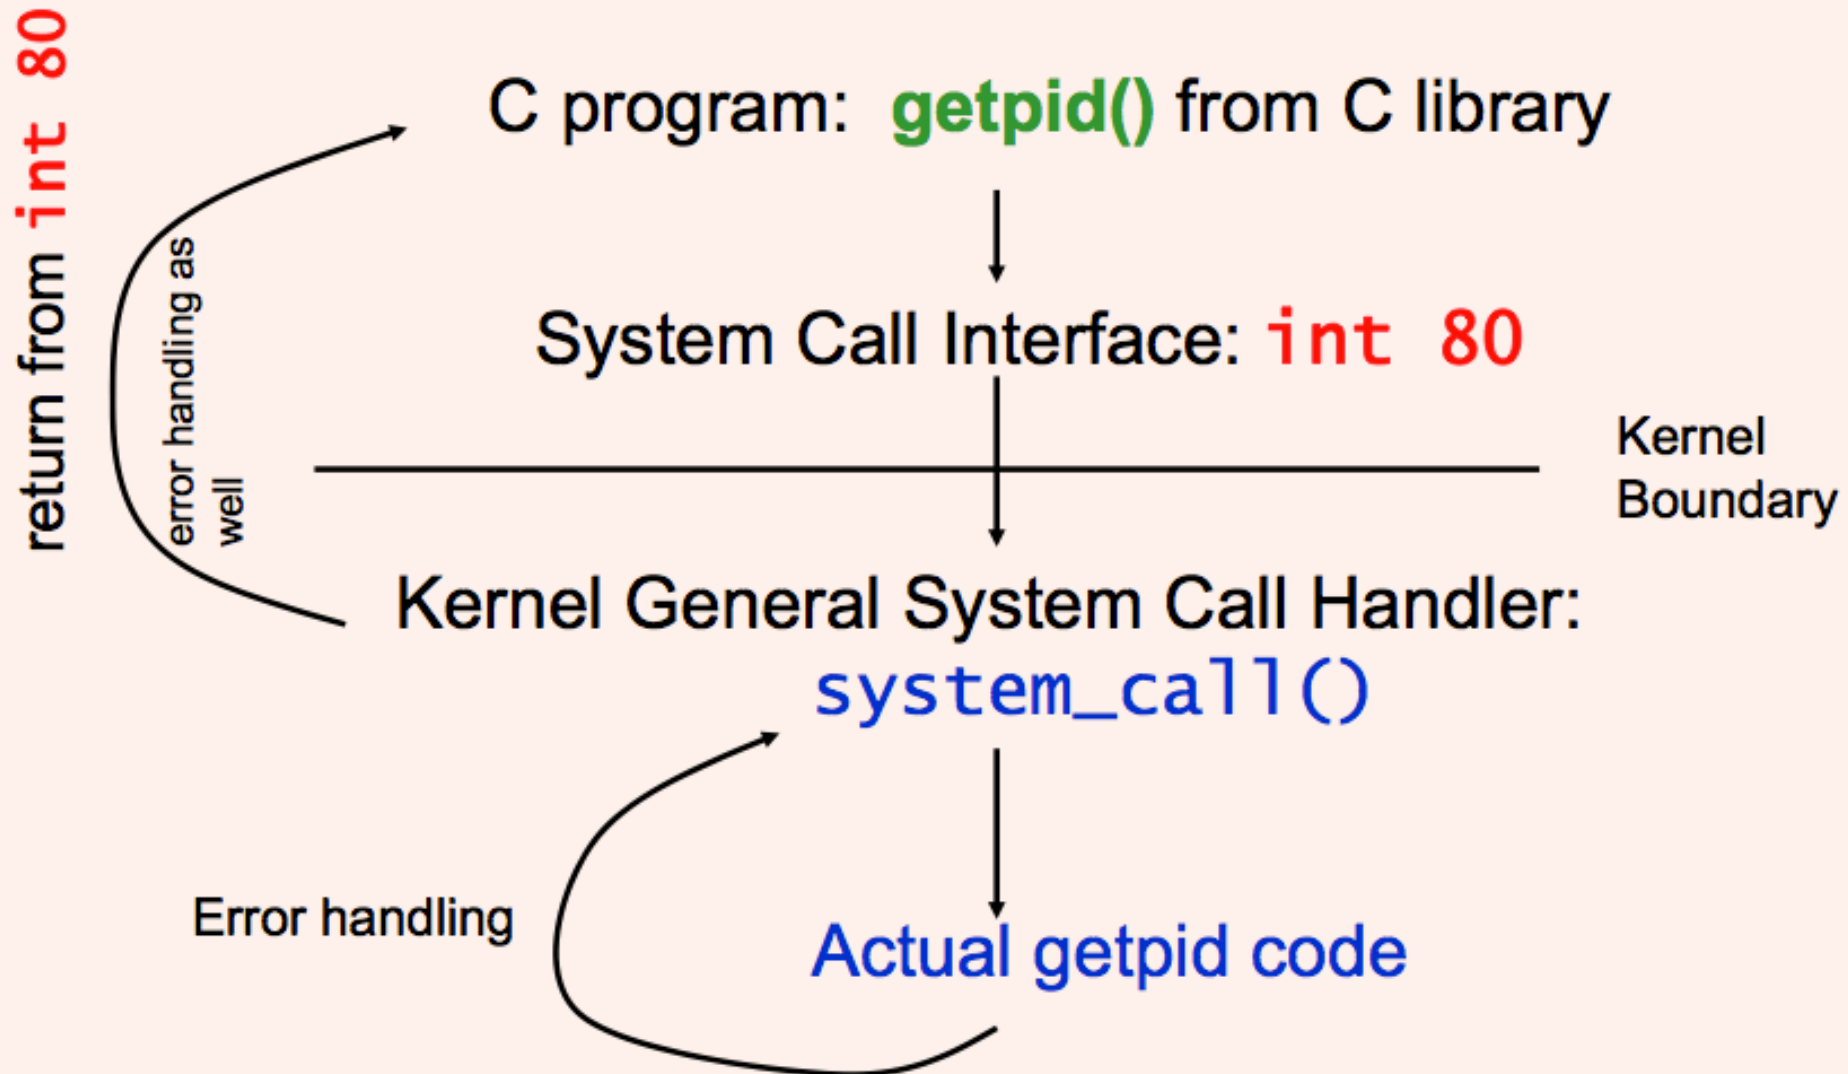 return from int 80
error handling as
well
C program: getpid() from C library
System Call Interface: int 80
Kernel
Boundary
Kernel General System Call Handler:
system_call()
Error handling
Actual getpid code